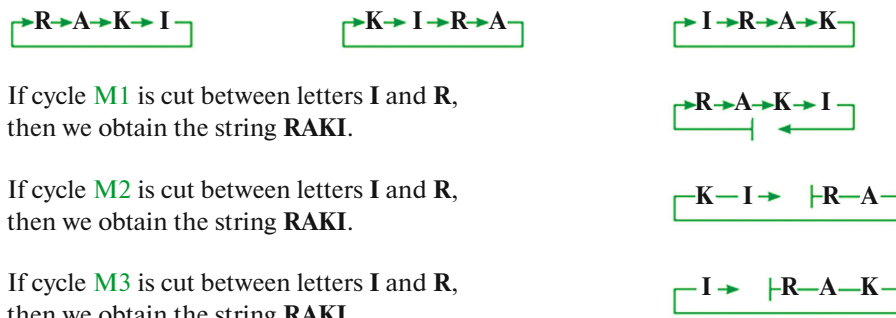 R A K I
K I R A
I R A K
If cycle M1 is cut between letters I and R,
then we obtain the string RAKI.
R A K I
If cycle M2 is cut between letters I and R,
then we obtain the string RAKI.
K I R A
If cycle M3 is cut between letters I and R,
then we obtain the string RAKI
I R A K